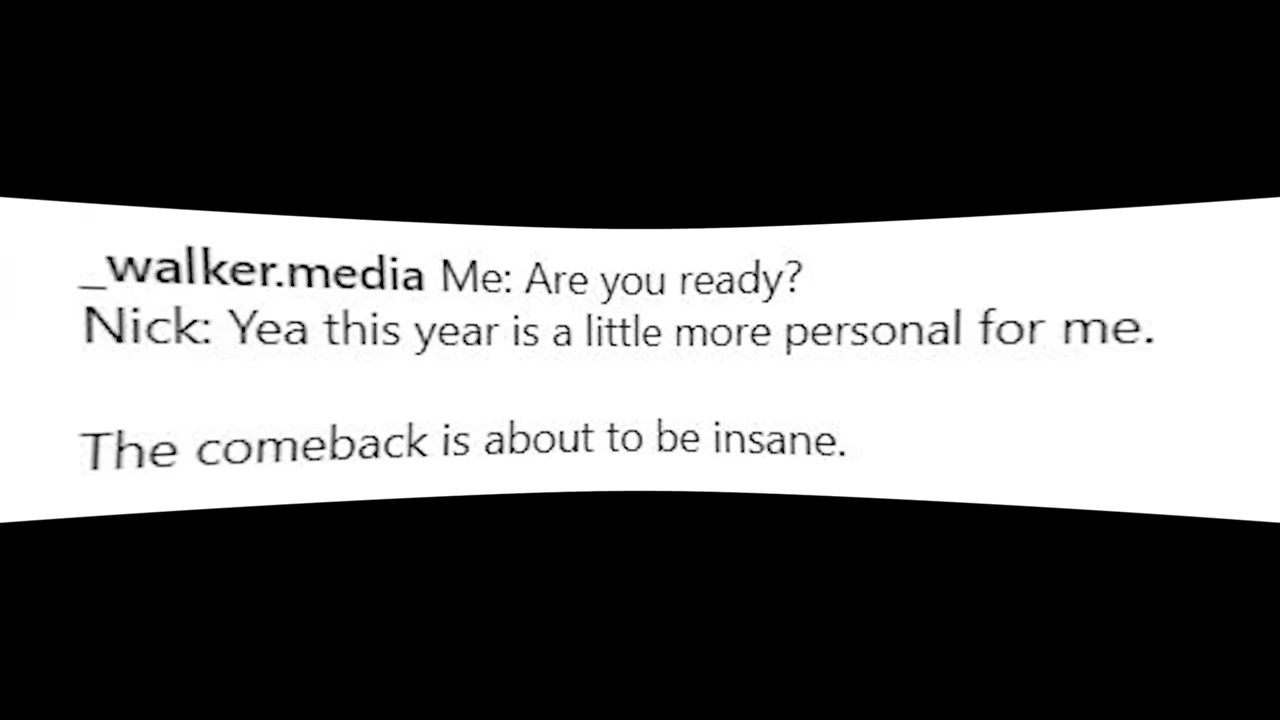 _walker.media Me: Are you ready?
Nick: Yea this year is a little more personal for me.
The comeback is about to be insane.